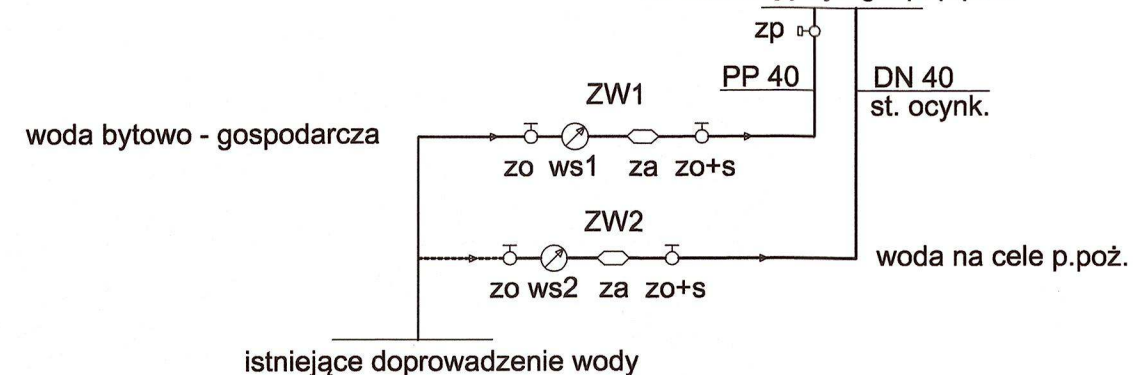 zp
PP 40
DN 40
st. ocynk.
ZW1
woda bytowo - gospodarcza
zo ws1 za zo+s
ZW2
woda na cele p.poż.
zo ws2 za zo+s
istniejące doprowadzenie wody